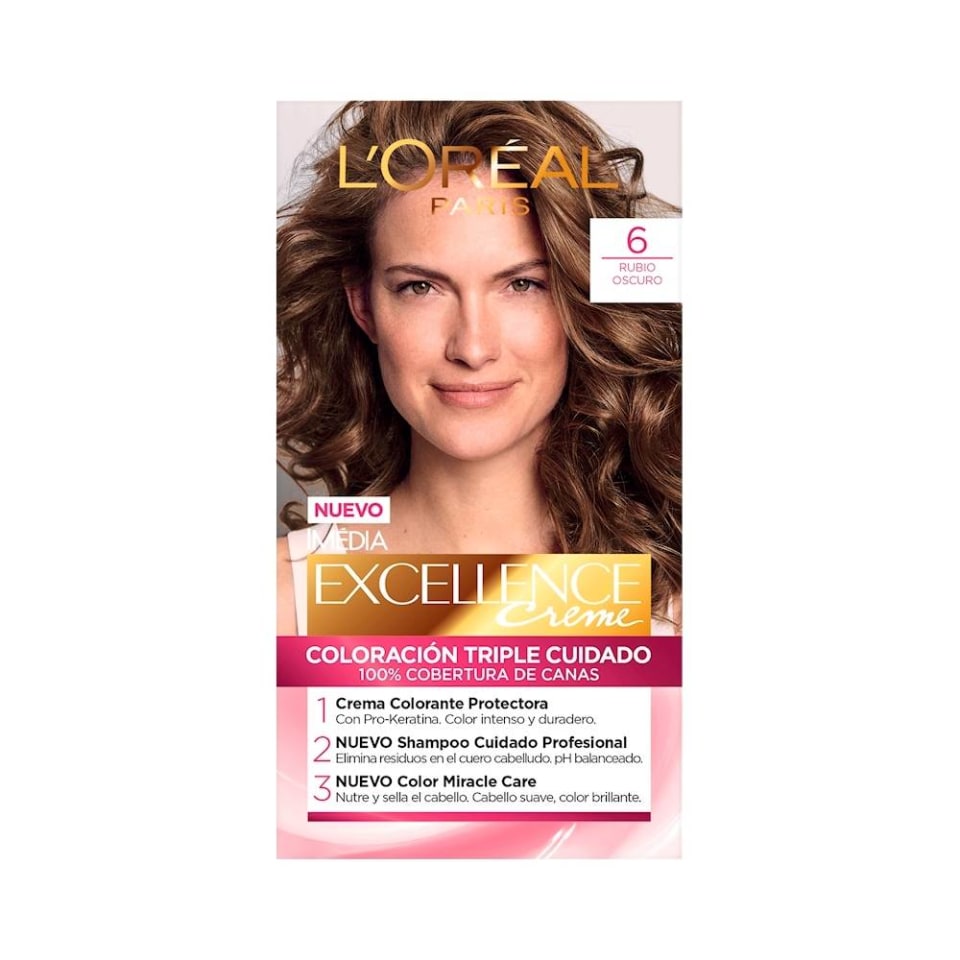 L'ORÉAL
PARIS
6
RUBIO
OSCURO
NUEVO
IMÉDIA
EXCELLENCE
Creme
COLORACIÓN TRIPLE CUIDADO
100% COBERTURA DE CANAS
1 Crema Colorante Protectora
Con Pro-Keratina. Color intenso y duradero.
2 NUEVO Shampoo Cuidado Profesional
Elimina residuos en el cuero cabelludo. pH balanceado.
3 NUEVO Color Miracle Care
Nutre y sella el cabello. Cabello suave, color brillante.